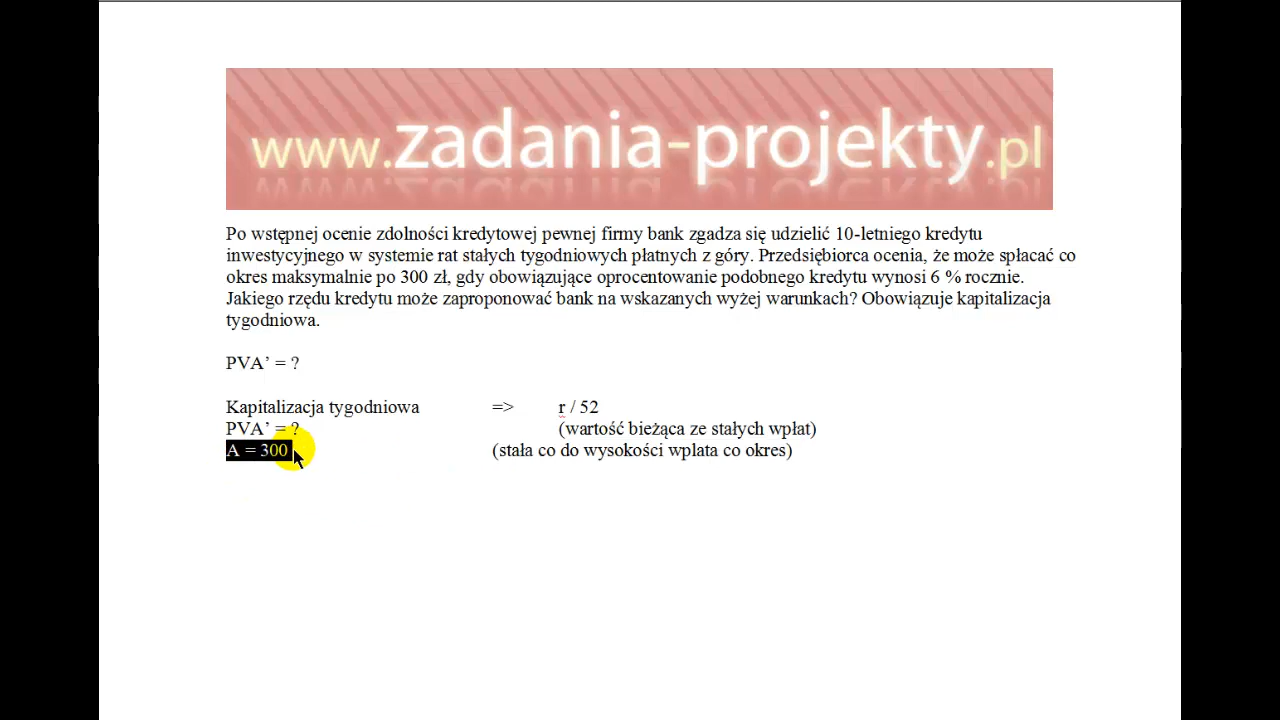 www.zadania-projekty.pl
Po wstępnej ocenie zdolności kredytowej pewnej firmy bank zgadza się udzielić 10-letniego kredytu
inwestycyjnego w systemie rat stałych tygodniowych płatnych z góry. Przedsiębiorca ocenia, że może spłacać co
okres maksymalnie po 300 zł, gdy obowiązujące oprocentowanie podobnego kredytu wynosi 6 % rocznie.
Jakiego rzędu kredytu może zaproponować bank na wskazanych wyżej warunkach? Obowiązuje kapitalizacja
tygodniowa.
PVA’ = ?
Kapitalizacja tygodniowa => r / 52
PVA’ = ? (wartość bieżąca ze stałych wpłat)
A = 300 (stała co do wysokości wplata co okres)